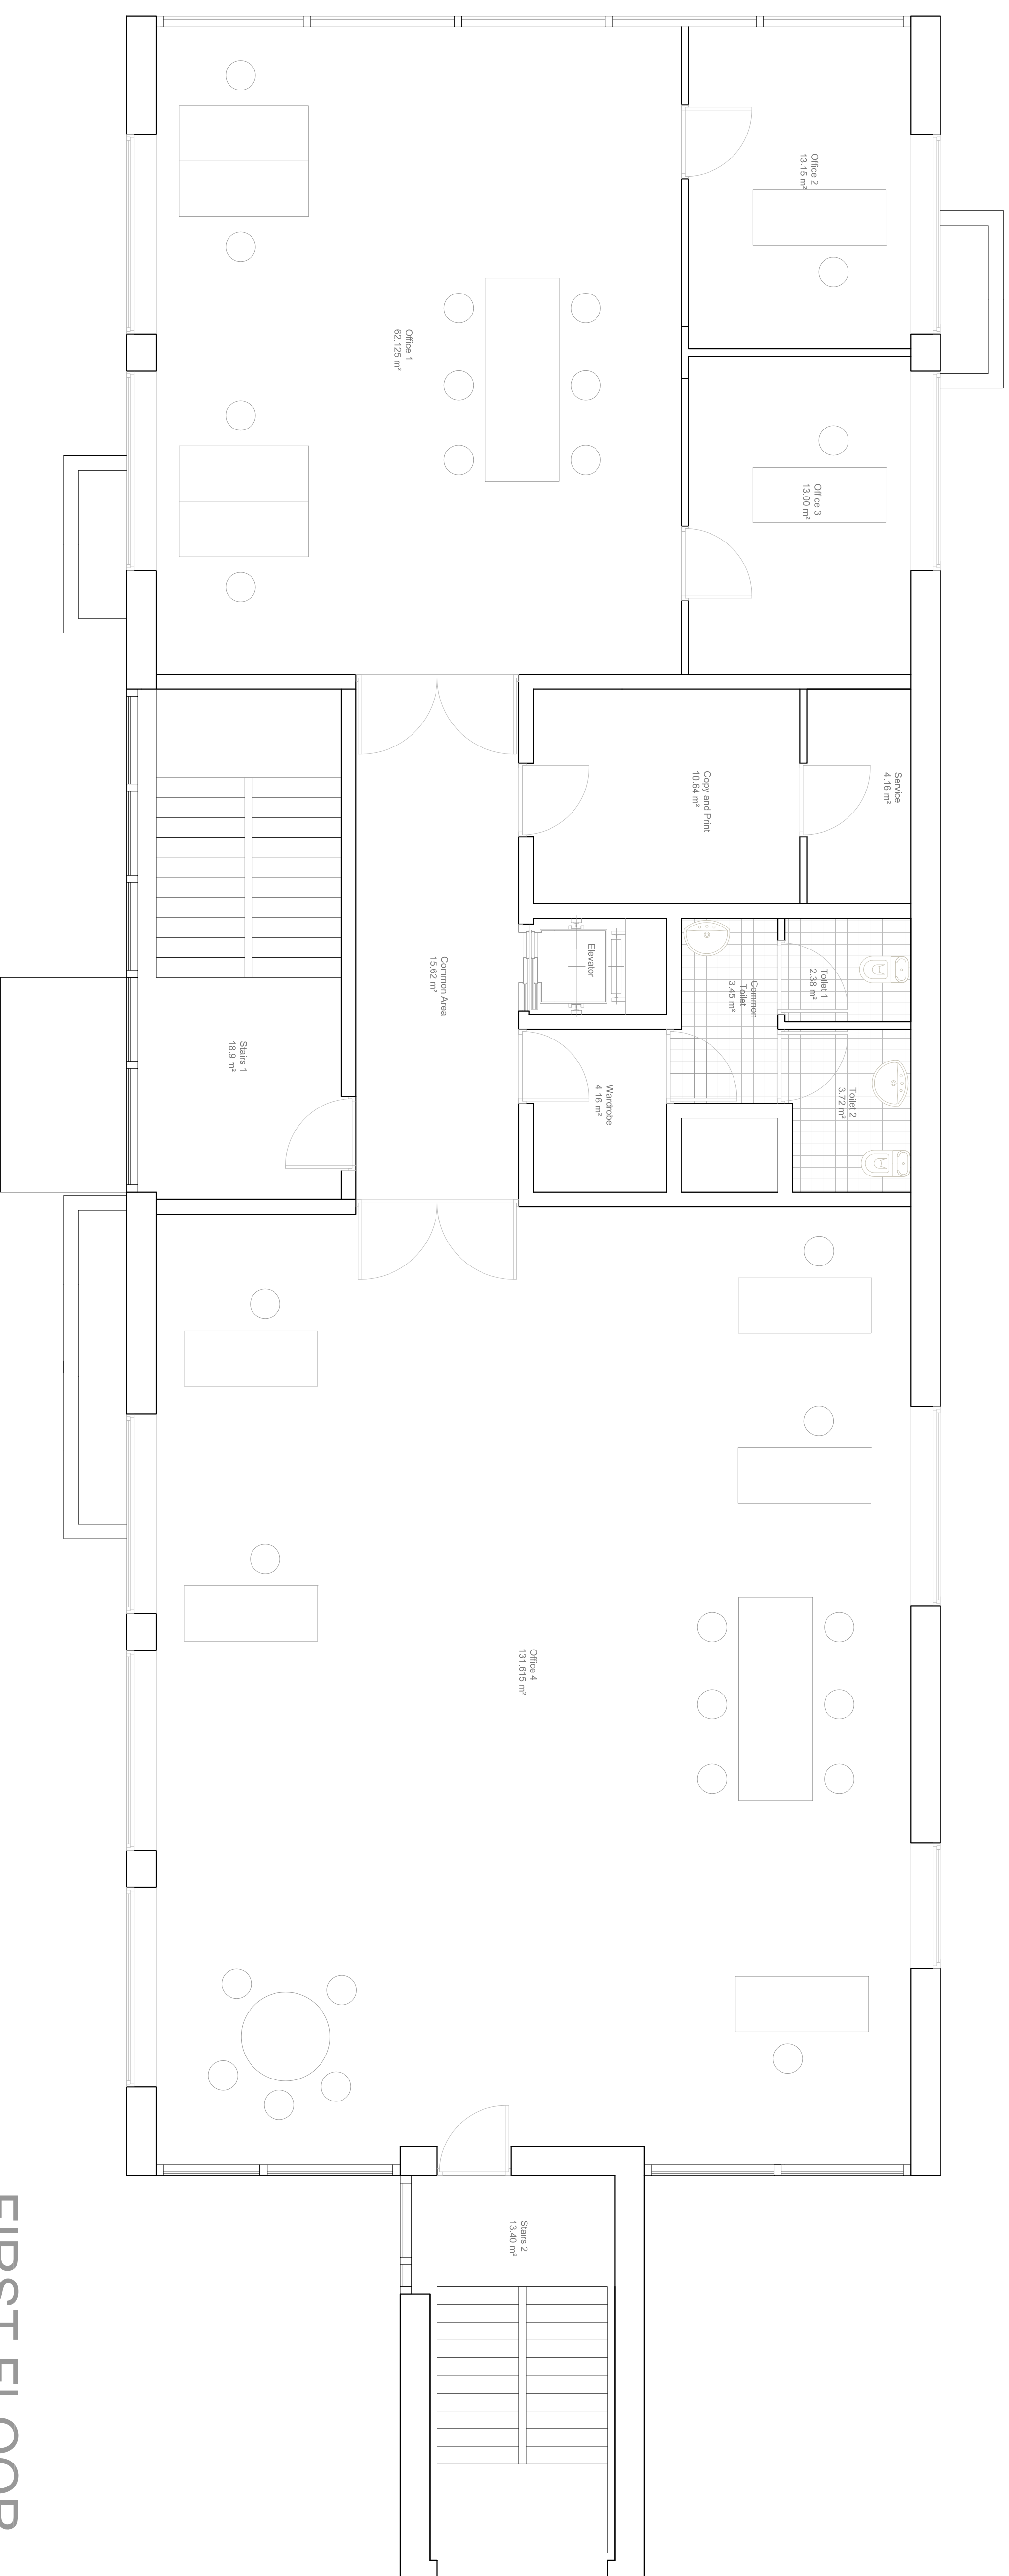 Office 2
13.15 m²
Office 1
62,125 m²
Office 3
13.00 m²
Copy and Print
10.64 m²
Service
4,16 m²
Elevator
Common Area
15.62 m²
Common
Toilet
3.45 m²
Toilet 1
2.38 m²
Toilet 2
3.72 m²
Wardrobe
4.16 m²
Stairs 1
18.9 m²
Office 4
131.615 m²
Stairs 2
13.40 m²
FIRST FLOOR